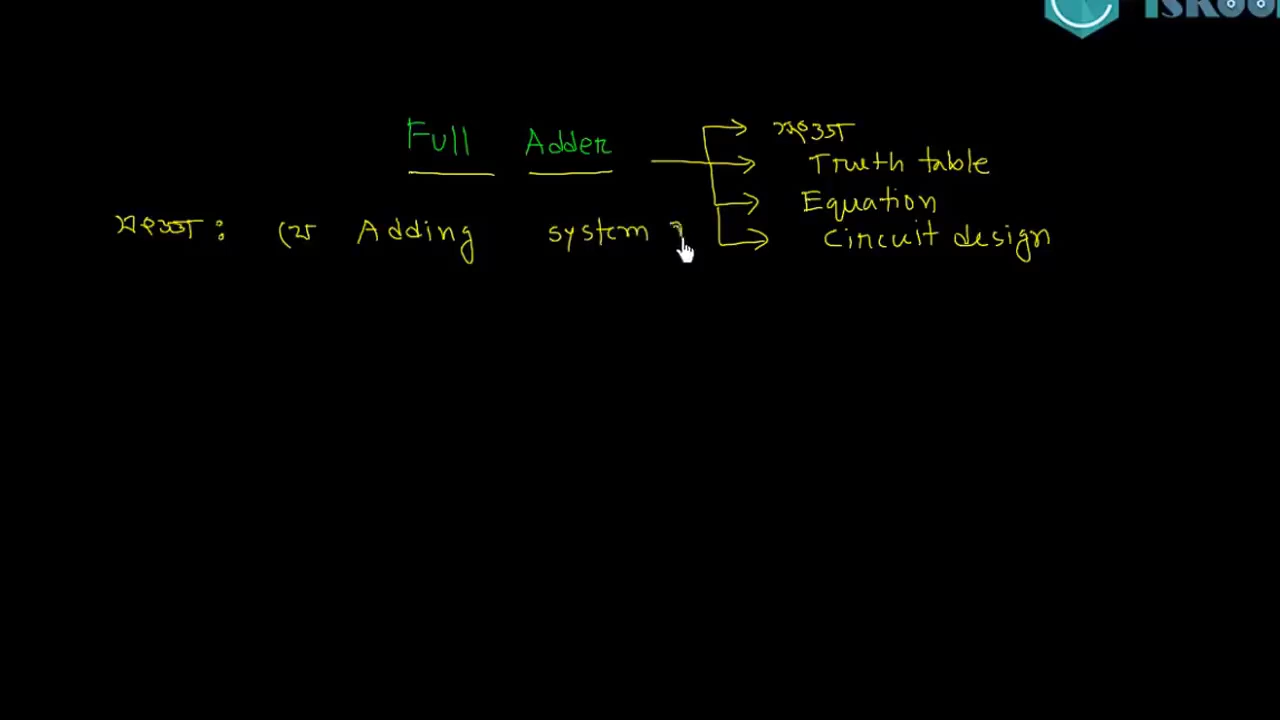 Full Adder
সংজ্ঞা
Truth table
Equation
Circuit design
সংজ্ঞা : যে Adding system